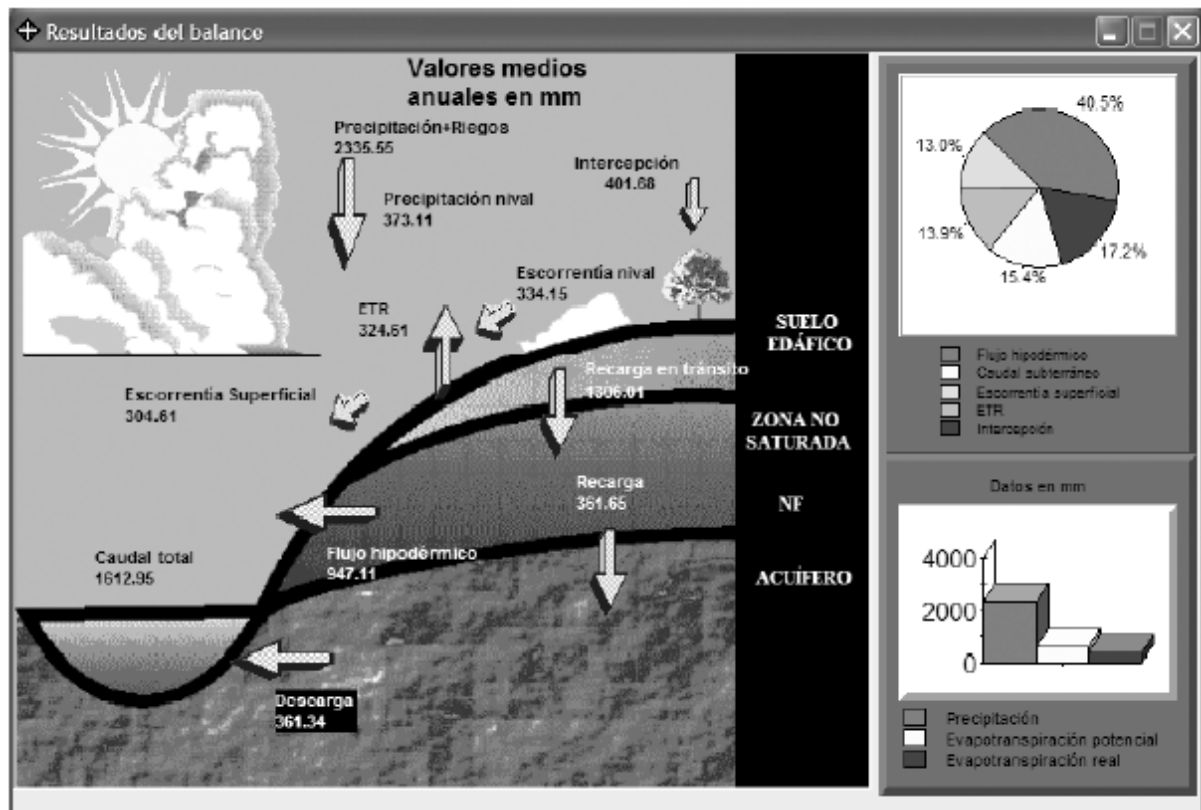 Resultados del balance
Valores medios
anuales en mm
Precipitación+Riegos
2335.55
Intercepción
401.68
Precipitación nival
373.11
Escorrentía nival
334.15
ETR
324.61
Escorrentía Superficial
304.61
Recarga en tránsito
1306.01
Recarga
361.65
Caudal total
1612.95
Flujo hipodérmico
947.11
Descarga
361.34
SUELO
EDÁFICO
ZONA NO
SATURADA
NF
ACUÍFERO
40.5%
13.0%
13.9%
15.4%
17.2%
Flujo hipodérmico
Caudal subterráneo
Escorrentía superficial
ETR
Intercepción
Datos en mm
4000
2000
0
Precipitación
Evapotranspiración potencial
Evapotranspiración real